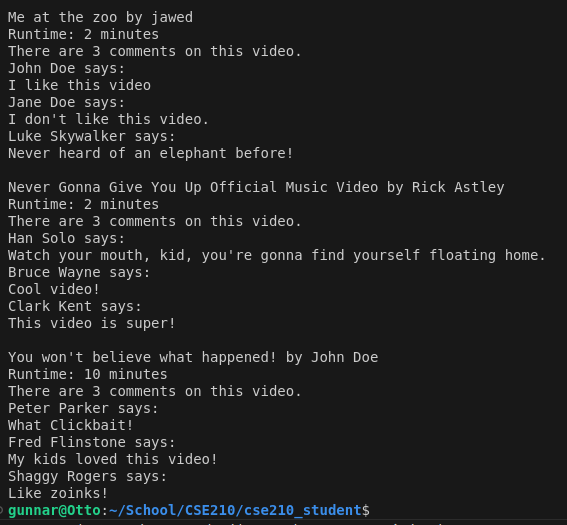 Me at the zoo by jawed
Runtime: 2 minutes
There are 3 comments on this video.
John Doe says:
I like this video
Jane Doe says:
I don't like this video.
Luke Skywalker says:
Never heard of an elephant before!

Never Gonna Give You Up Official Music Video by Rick Astley
Runtime: 2 minutes
There are 3 comments on this video.
Han Solo says:
Watch your mouth, kid, you're gonna find yourself floating home.
Bruce Wayne says:
Cool video!
Clark Kent says:
This video is super!

You won't believe what happened! by John Doe
Runtime: 10 minutes
There are 3 comments on this video.
Peter Parker says:
What Clickbait!
Fred Flinstone says:
My kids loved this video!
Shaggy Rogers says:
Like zoinks!
gunnar@Otto:~/School/CSE210/cse210_student$